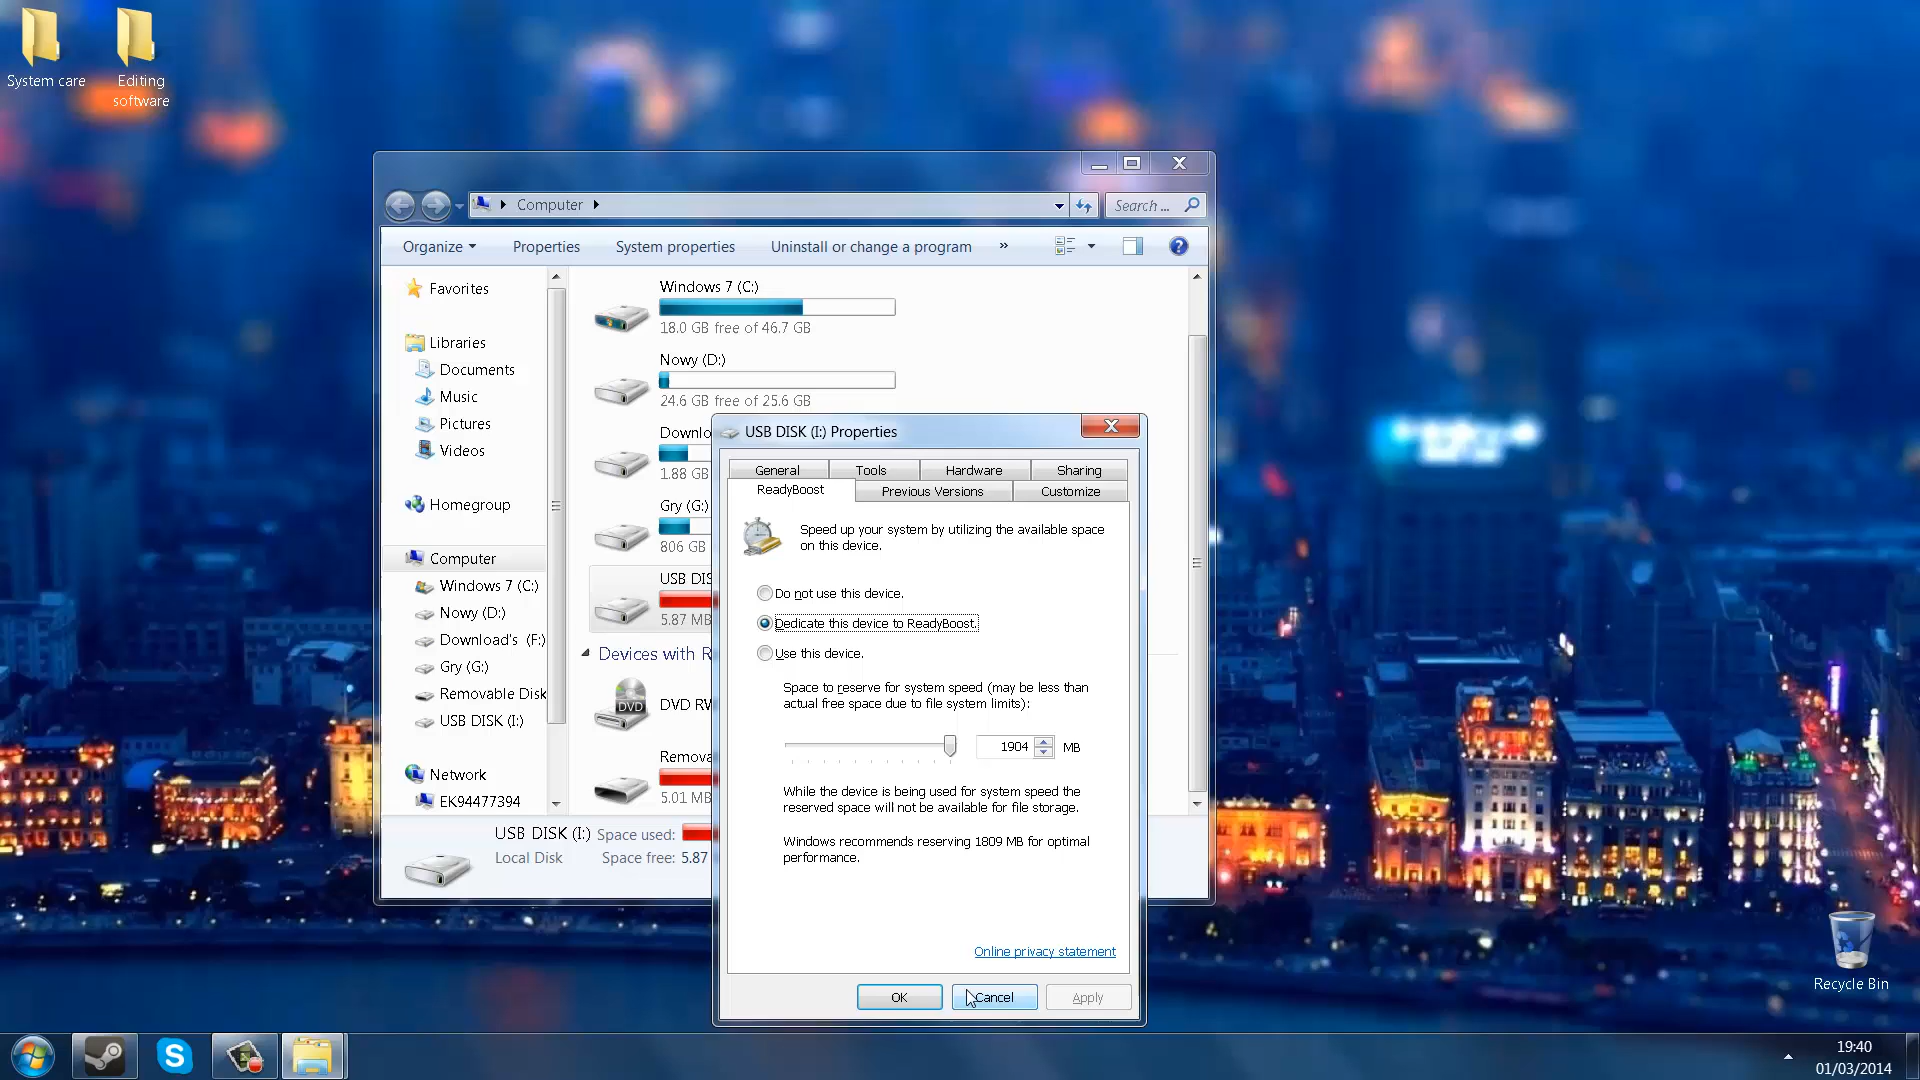 System care
Editing
software
Computer
Search ...
Organize
Properties
System properties
Uninstall or change a program
»
Favorites
Libraries
Documents
Music
Pictures
Videos
Homegroup
Computer
Windows 7 (C:)
Nowy (D:)
Download's (F:)
Gry (G:)
Removable Disk
USB DISK (I:)
Network
EK94477394
Windows 7 (C:)
18.0 GB free of 46.7 GB
Nowy (D:)
24.6 GB free of 25.6 GB
Downlo
1.88 GB
Gry (G:)
806 GB
USB DIS
5.87 MB
Devices with R
DVD
DVD RW
Remova
5.01 MB
USB DISK (I:) Space used:
Local Disk Space free: 5.87
USB DISK (I:) Properties
General
Tools
Hardware
Sharing
ReadyBoost
Previous Versions
Customize
Speed up your system by utilizing the available space
on this device.
Do not use this device.
Dedicate this device to ReadyBoost.
Use this device.
Space to reserve for system speed (may be less than
actual free space due to file system limits):
1904 MB
While the device is being used for system speed the
reserved space will not be available for file storage.
Windows recommends reserving 1809 MB for optimal
performance.
Online privacy statement
OK
Cancel
Apply
Recycle Bin
19:40
01/03/2014